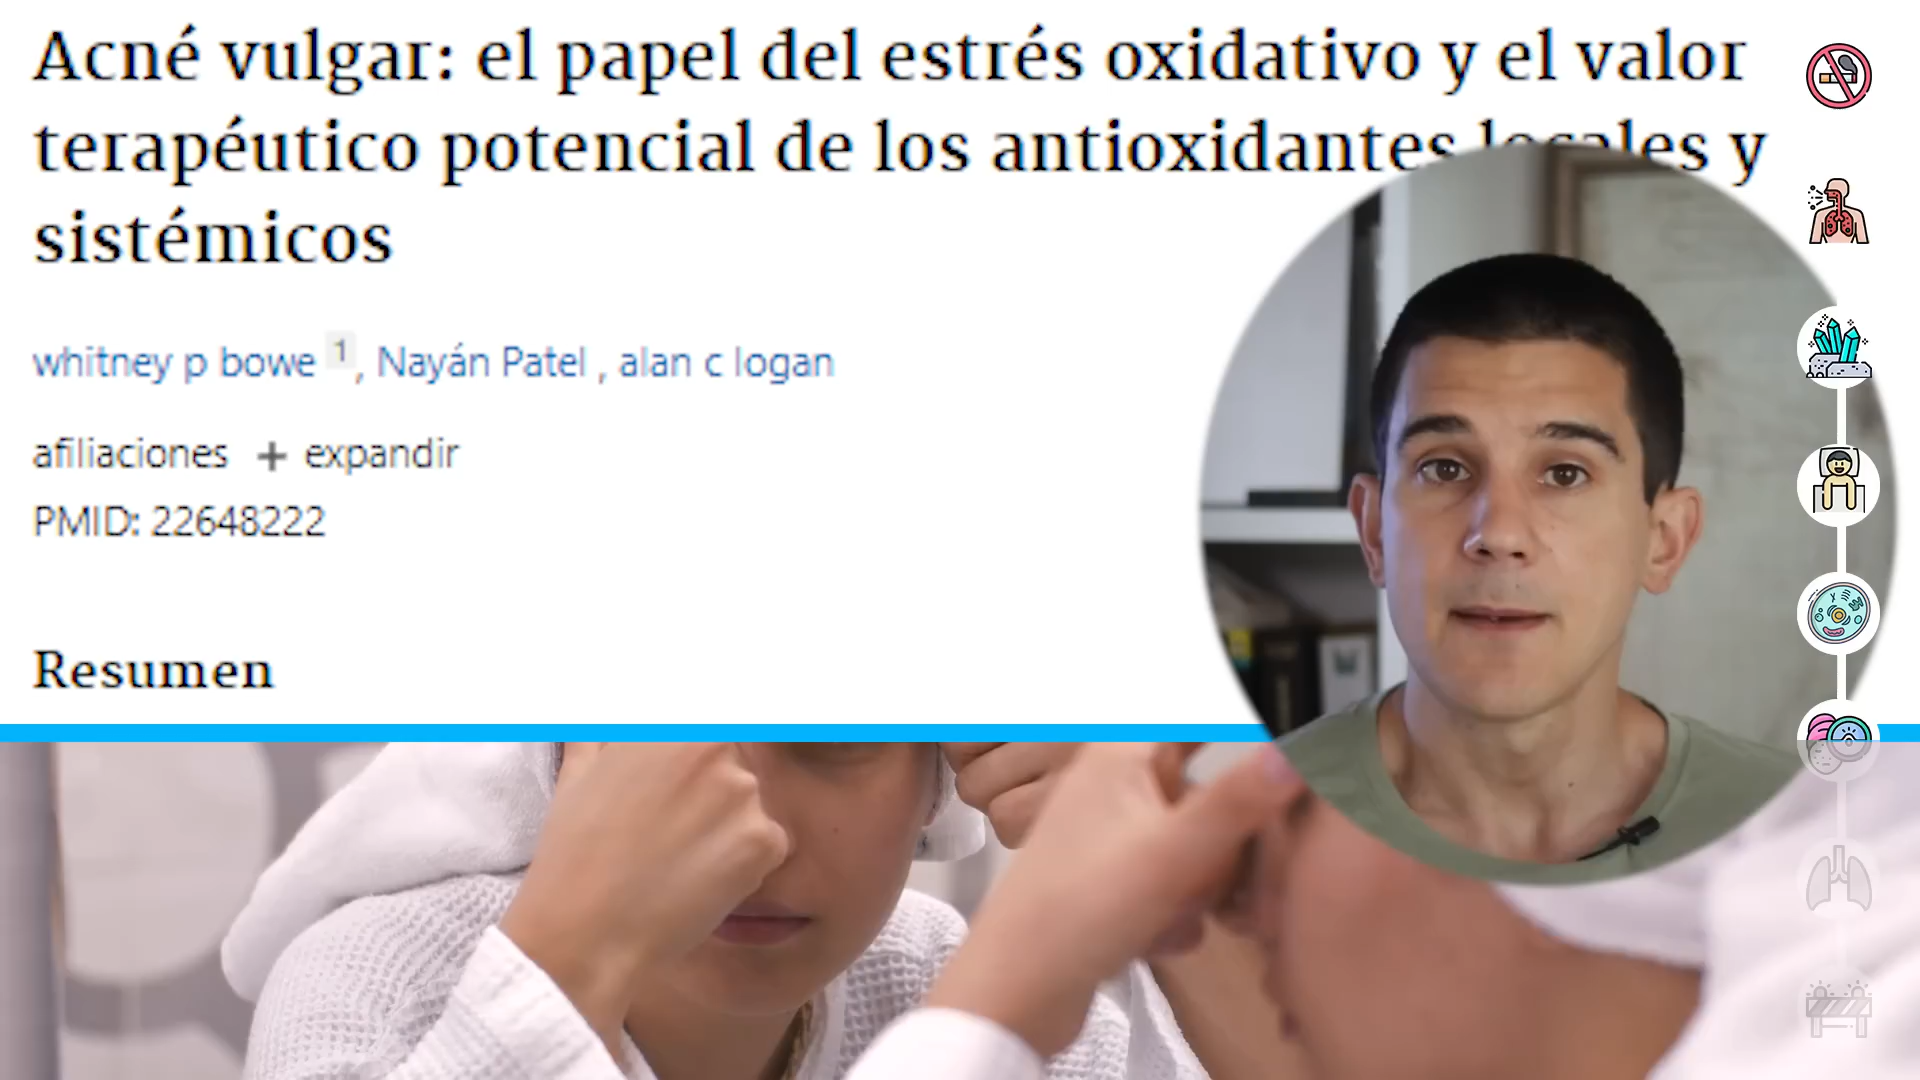 Acné vulgar: el papel del estrés oxidativo y el valor
terapéutico potencial de los antioxidantes locales y
sistémicos
whitney p bowe 1, Nayán Patel , alan c logan
afiliaciones + expandir
PMID: 22648222
Resumen